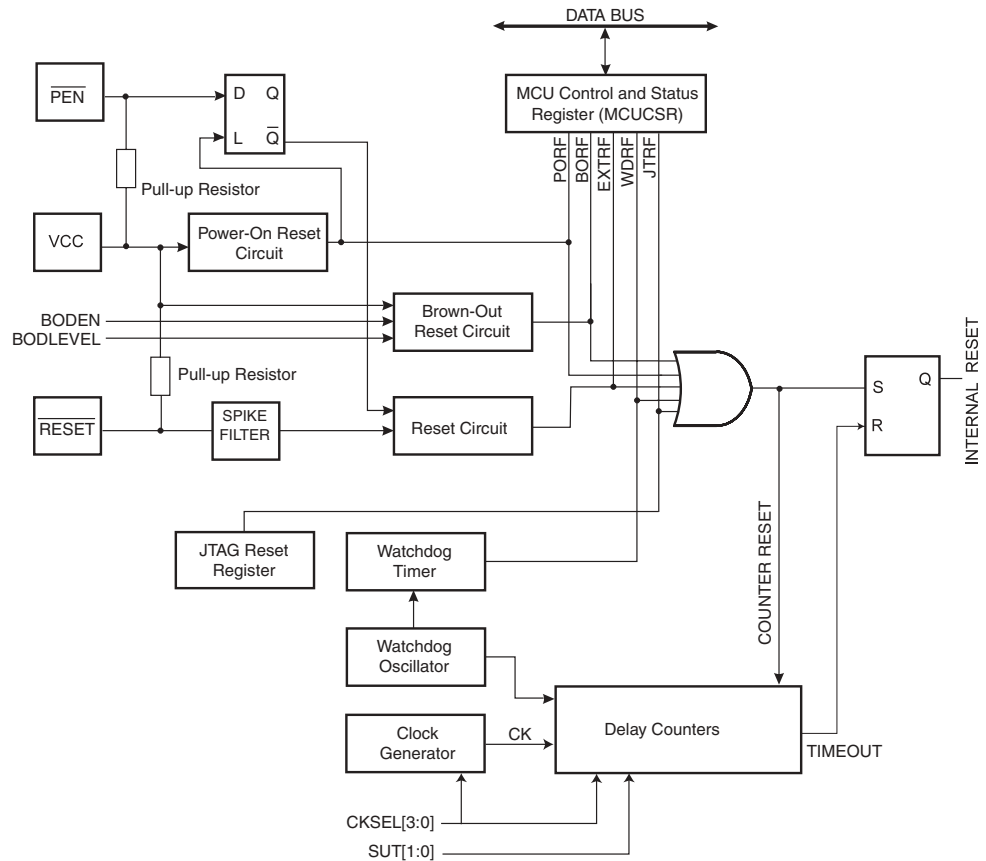 DATA BUS
MCU Control and Status
Register (MCUCSR)
PORF
BORF
EXTRF
WDRF
JTRF
PEN
D Q
L Q
Pull-up Resistor
VCC
Power-On Reset
Circuit
BODEN
BODLEVEL
Brown-Out
Reset Circuit
Pull-up Resistor
RESET
SPIKE
FILTER
Reset Circuit
S Q
R
INTERNAL RESET
JTAG Reset
Register
Watchdog
Timer
COUNTER RESET
Watchdog
Oscillator
Clock
Generator
CK
Delay Counters
TIMEOUT
CKSEL[3:0]
SUT[1:0]